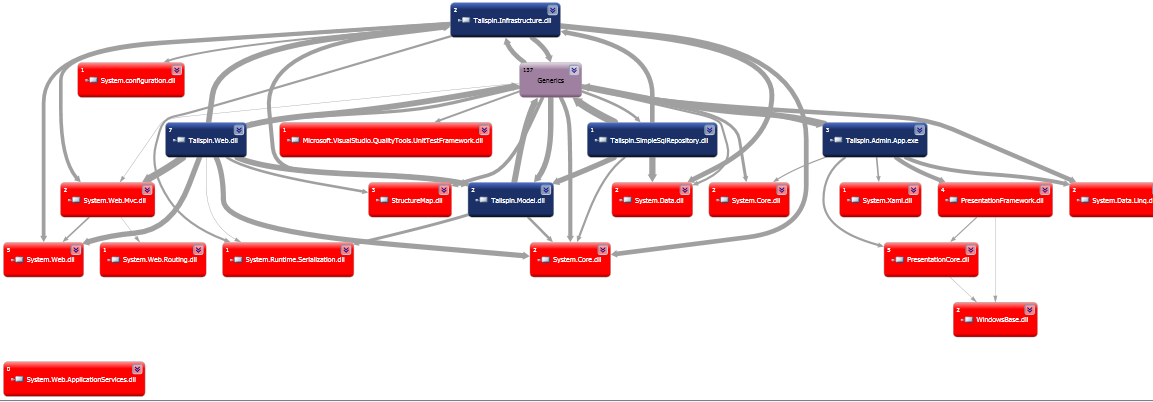 2
Tailspin.Infrastructure.dll
137
Generics
1
System.configuration.dll
7
Tailspin.Web.dll
1
Microsoft.VisualStudio.QualityTools.UnitTestFramework.dll
1
Tailspin.SimpleSqlRepository.dll
3
Tailspin.Admin.App.exe
2
System.Web.Mvc.dll
3
StructureMap.dll
2
Tailspin.Model.dll
2
System.Data.dll
2
System.Core.dll
1
System.Xaml.dll
4
PresentationFramework.dll
2
System.Data.Linq.d
5
System.Web.dll
1
System.Web.Routing.dll
1
System.Runtime.Serialization.dll
2
System.Core.dll
3
PresentationCore.dll
2
WindowsBase.dll
0
System.Web.ApplicationServices.dll